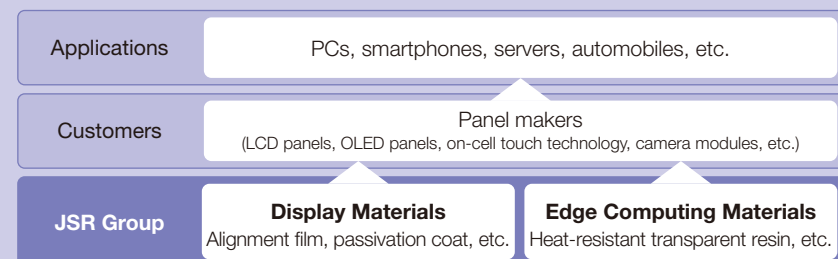 Applications
PCs, smartphones, servers, automobiles, etc.
Customers
Panel makers
(LCD panels, OLED panels, on-cell touch technology, camera modules, etc.)
JSR Group
Display Materials
Alignment film, passivation coat, etc.
Edge Computing Materials
Heat-resistant transparent resin, etc.